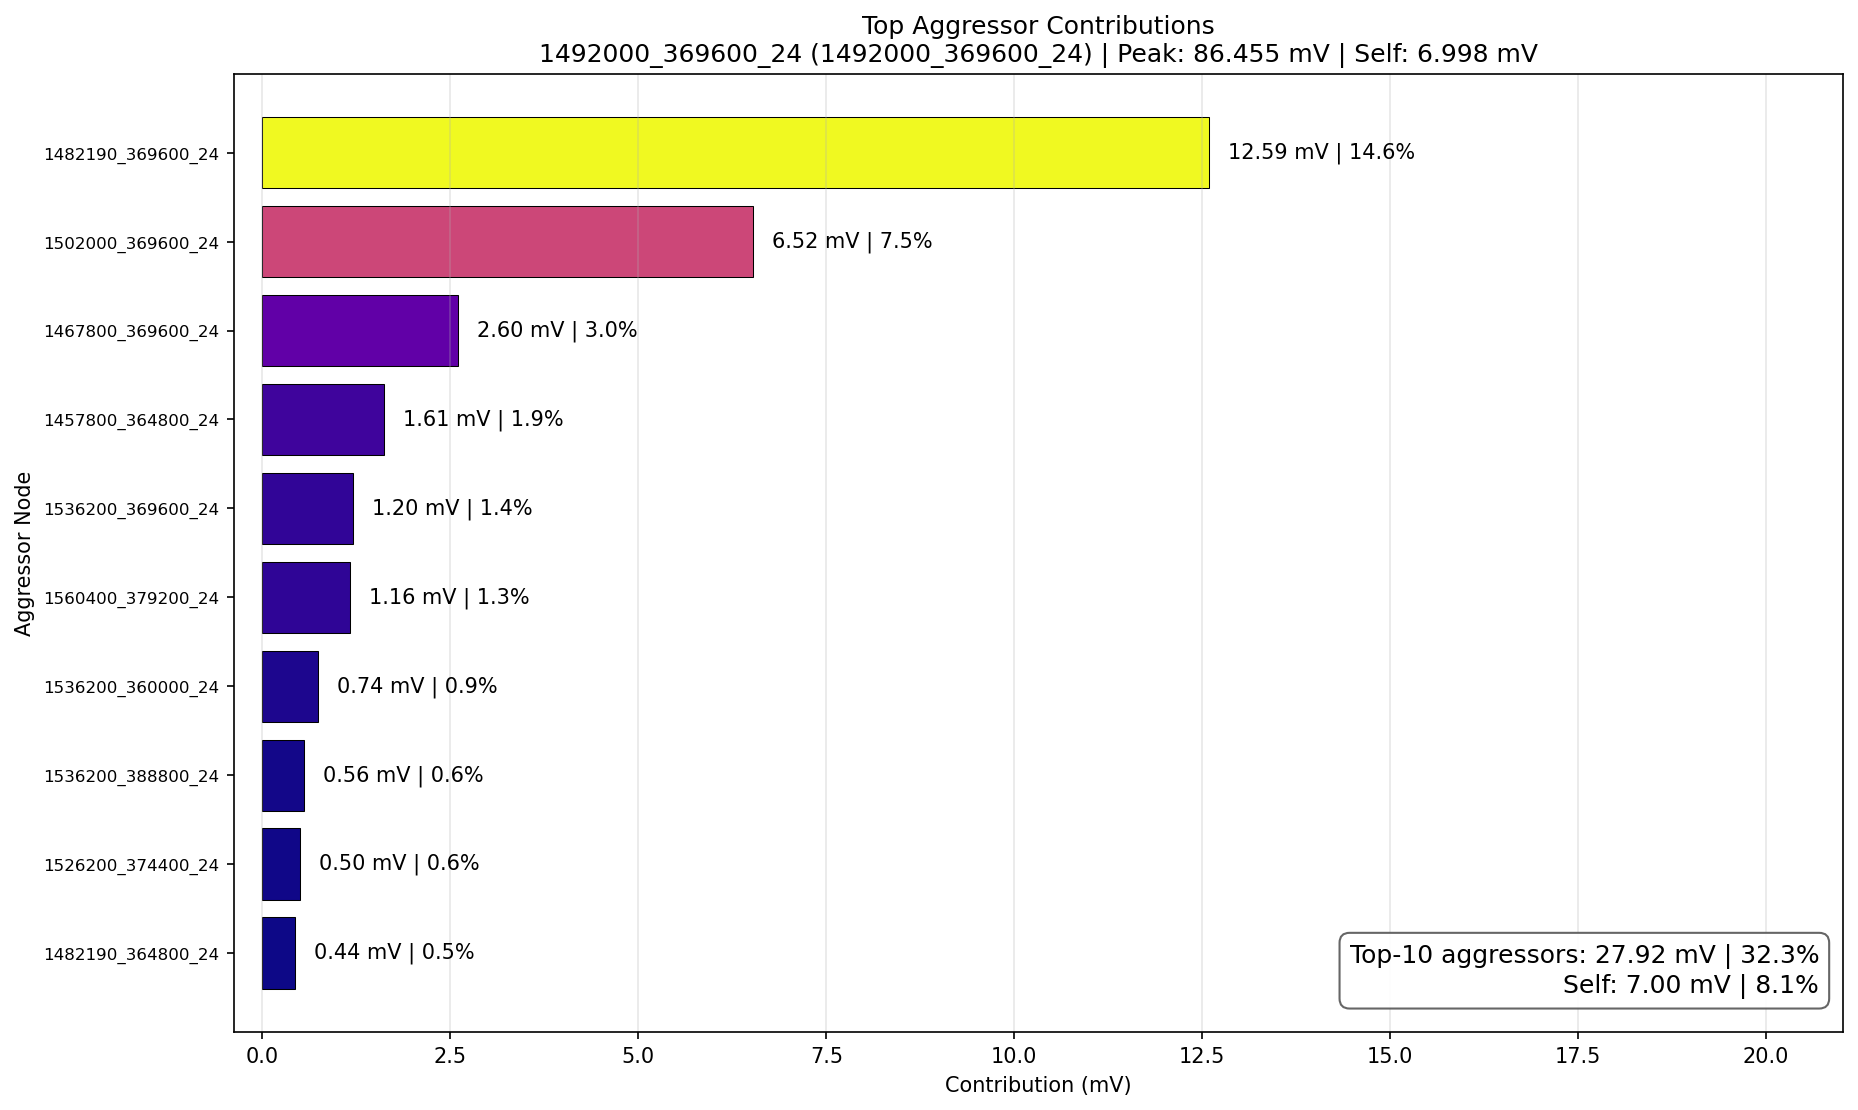 Top Aggressor Contributions
1492000_369600_24 (1492000_369600_24) | Peak: 86.455 mV | Self: 6.998 mV
Aggressor Node
1482190_369600_24
12.59 mV | 14.6%
1502000_369600_24
6.52 mV | 7.5%
1467800_369600_24
2.60 mV | 3.0%
1457800_364800_24
1.61 mV | 1.9%
1536200_369600_24
1.20 mV | 1.4%
1560400_379200_24
1.16 mV | 1.3%
1536200_360000_24
0.74 mV | 0.9%
1536200_388800_24
0.56 mV | 0.6%
1526200_374400_24
0.50 mV | 0.6%
1482190_364800_24
0.44 mV | 0.5%
Top-10 aggressors: 27.92 mV | 32.3%
Self: 7.00 mV | 8.1%
0.0 2.5 5.0 7.5 10.0 12.5 15.0 17.5 20.0
Contribution (mV)